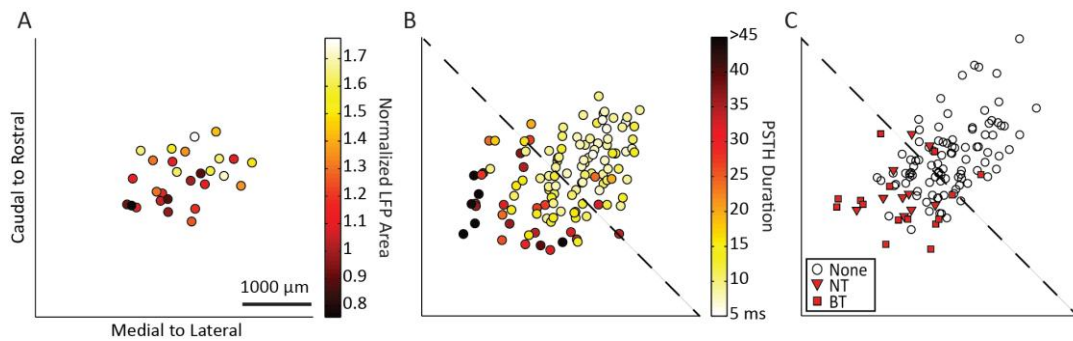 A
B
C
Caudal to Rostral
Medial to Lateral
1000 µm
1.7
1.6
1.5
1.4
1.3
1.2
1.1
1
0.9
0.8
Normalized LFP Area
>45
40
35
30
25
20
15
10
5 ms
PSTH Duration
None
NT
BT